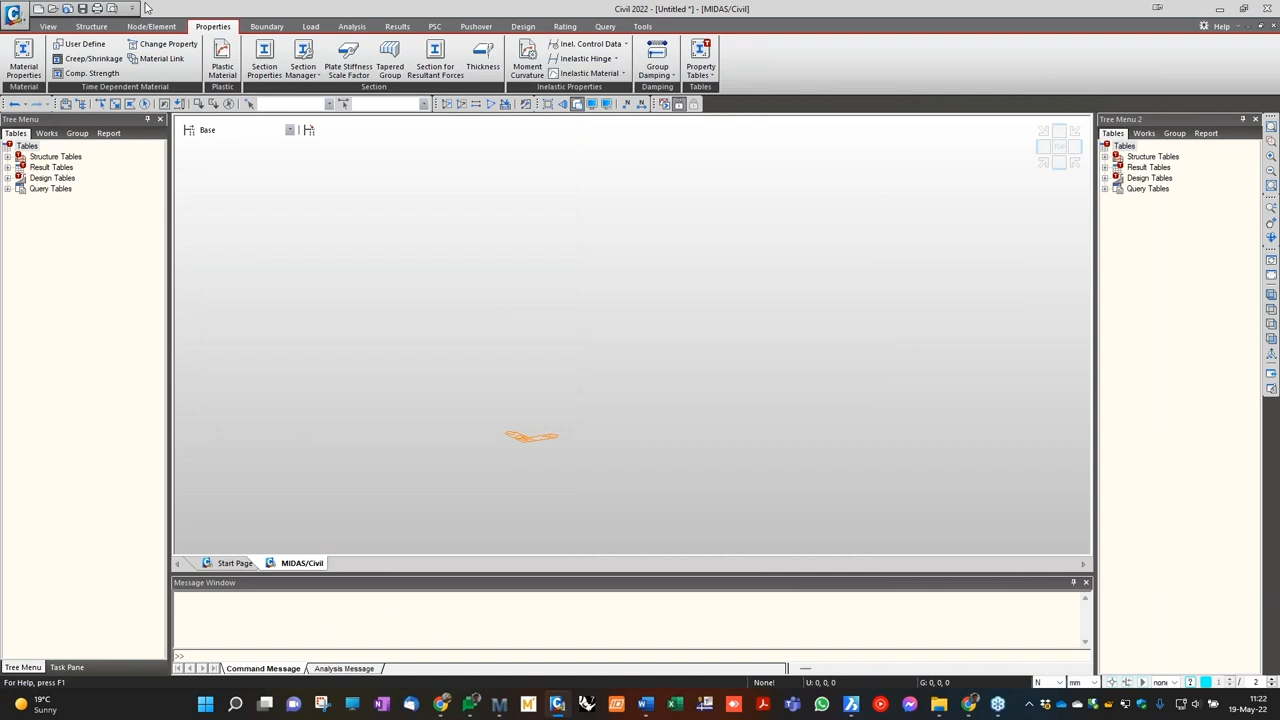 Civil 2022 - [Untitled *] - [MIDAS/Civil]
View Structure Node/Element Properties Boundary Load Analysis Results PSC Pushover Design Rating Query Tools Help
Material Properties
User Define
Creep/Shrinkage
Comp. Strength
Change Property
Material Link
Plastic Material
Section Properties
Section Manager
Plate Stiffness Scale Factor
Tapered Group
Section for Resultant Forces
Thickness
Moment Curvature
Inel. Control Data
Inelastic Hinge
Inelastic Material
Group Damping
Property Tables
Material Time Dependent Material Plastic Section Inelastic Properties Damping Tables
Tree Menu
Tables Works Group Report
Tables
Structure Tables
Result Tables
Design Tables
Query Tables
Base
TOP
Tree Menu 2
Tables Works Group Report
Tables
Structure Tables
Result Tables
Design Tables
Query Tables
Start Page MIDAS/Civil
Message Window
>>
Tree Menu Task Pane
Command Message Analysis Message
For Help, press F1
None! U: 0, 0, 0 G: 0, 0, 0 N mm none 1 / 2
19°C
Sunny
ENG
11:22
19-May-22